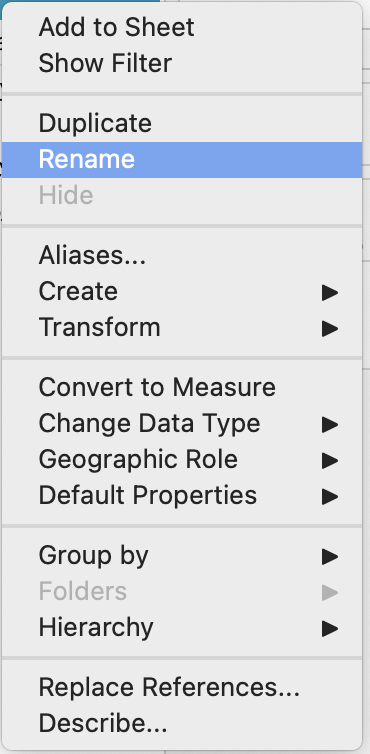 Add to Sheet
Show Filter
Duplicate
Rename
Hide
Aliases...
Create
Transform
Convert to Measure
Change Data Type
Geographic Role
Default Properties
Group by
Folders
Hierarchy
Replace References...
Describe...